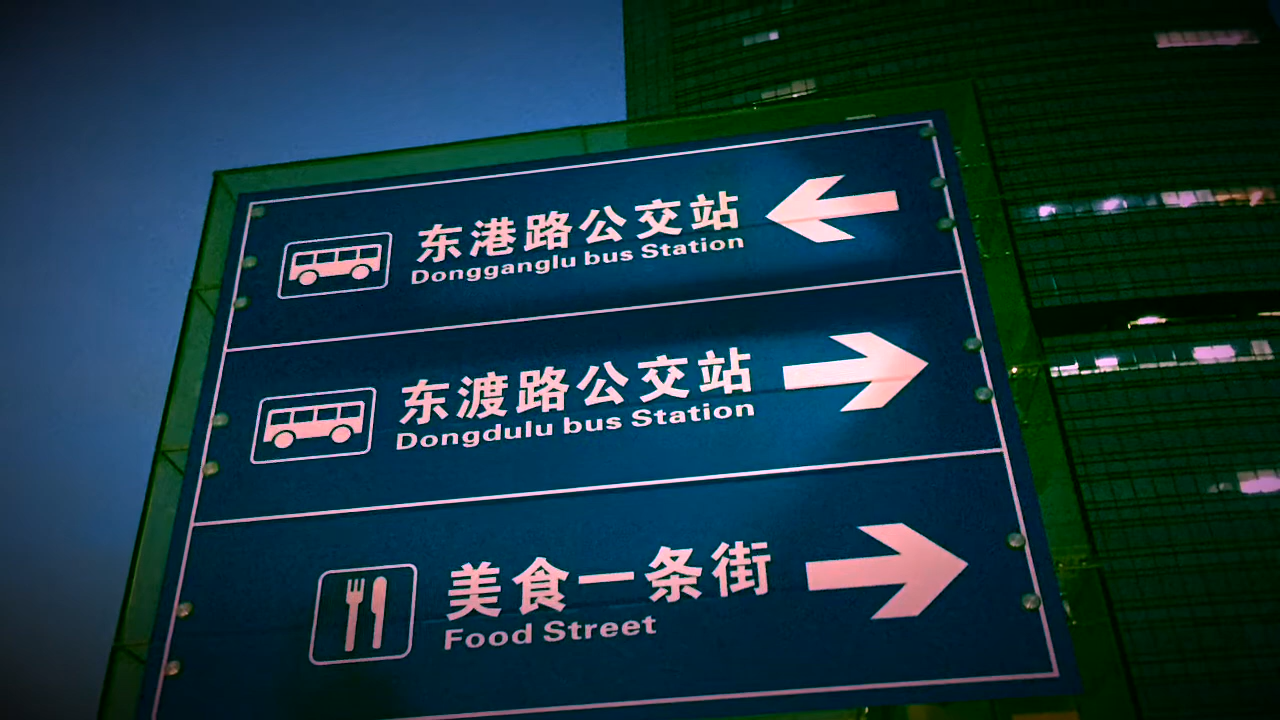 东港路公交站
Dongganglu bus Station
东渡路公交站
Dongdulu bus Station
美食一条街
Food Street